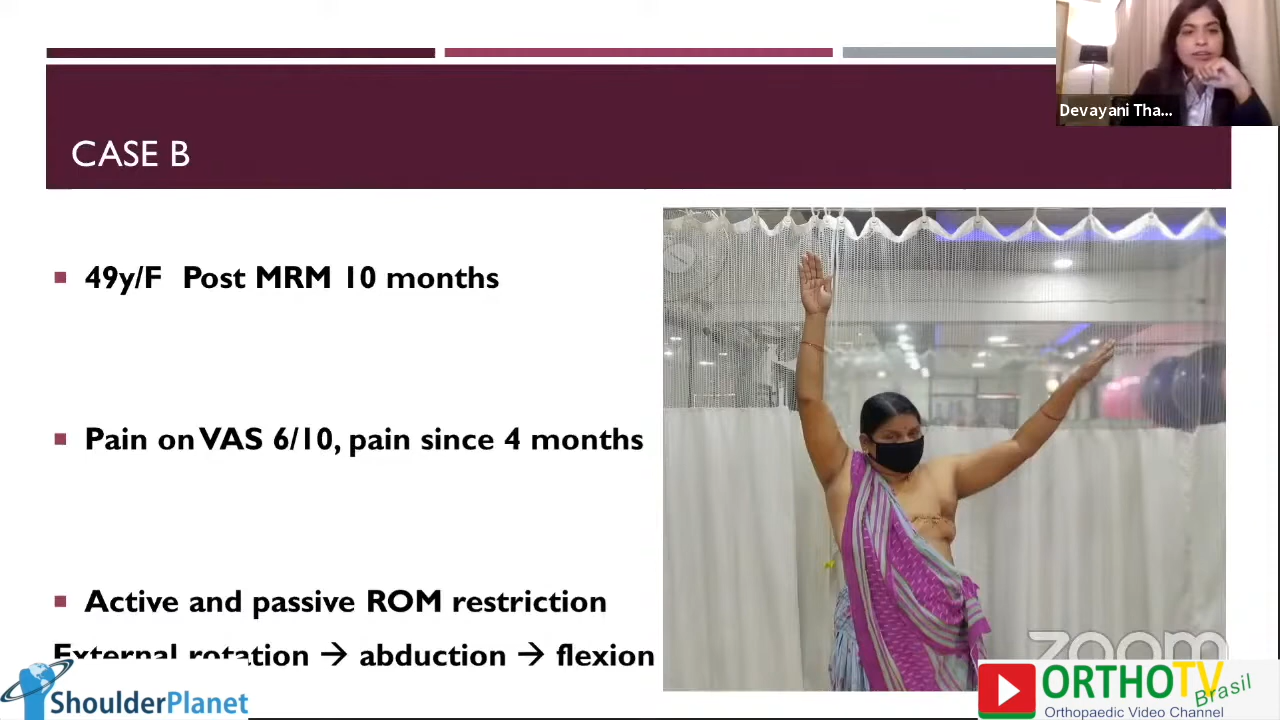 Devayani Tha...
CASE B
49y/F Post MRM 10 months
Pain on VAS 6/10, pain since 4 months
Active and passive ROM restriction
External rotation → abduction → flexion
zoom
ShoulderPlanet
ORTHOTV
Brasil
Orthopaedic Video Channel